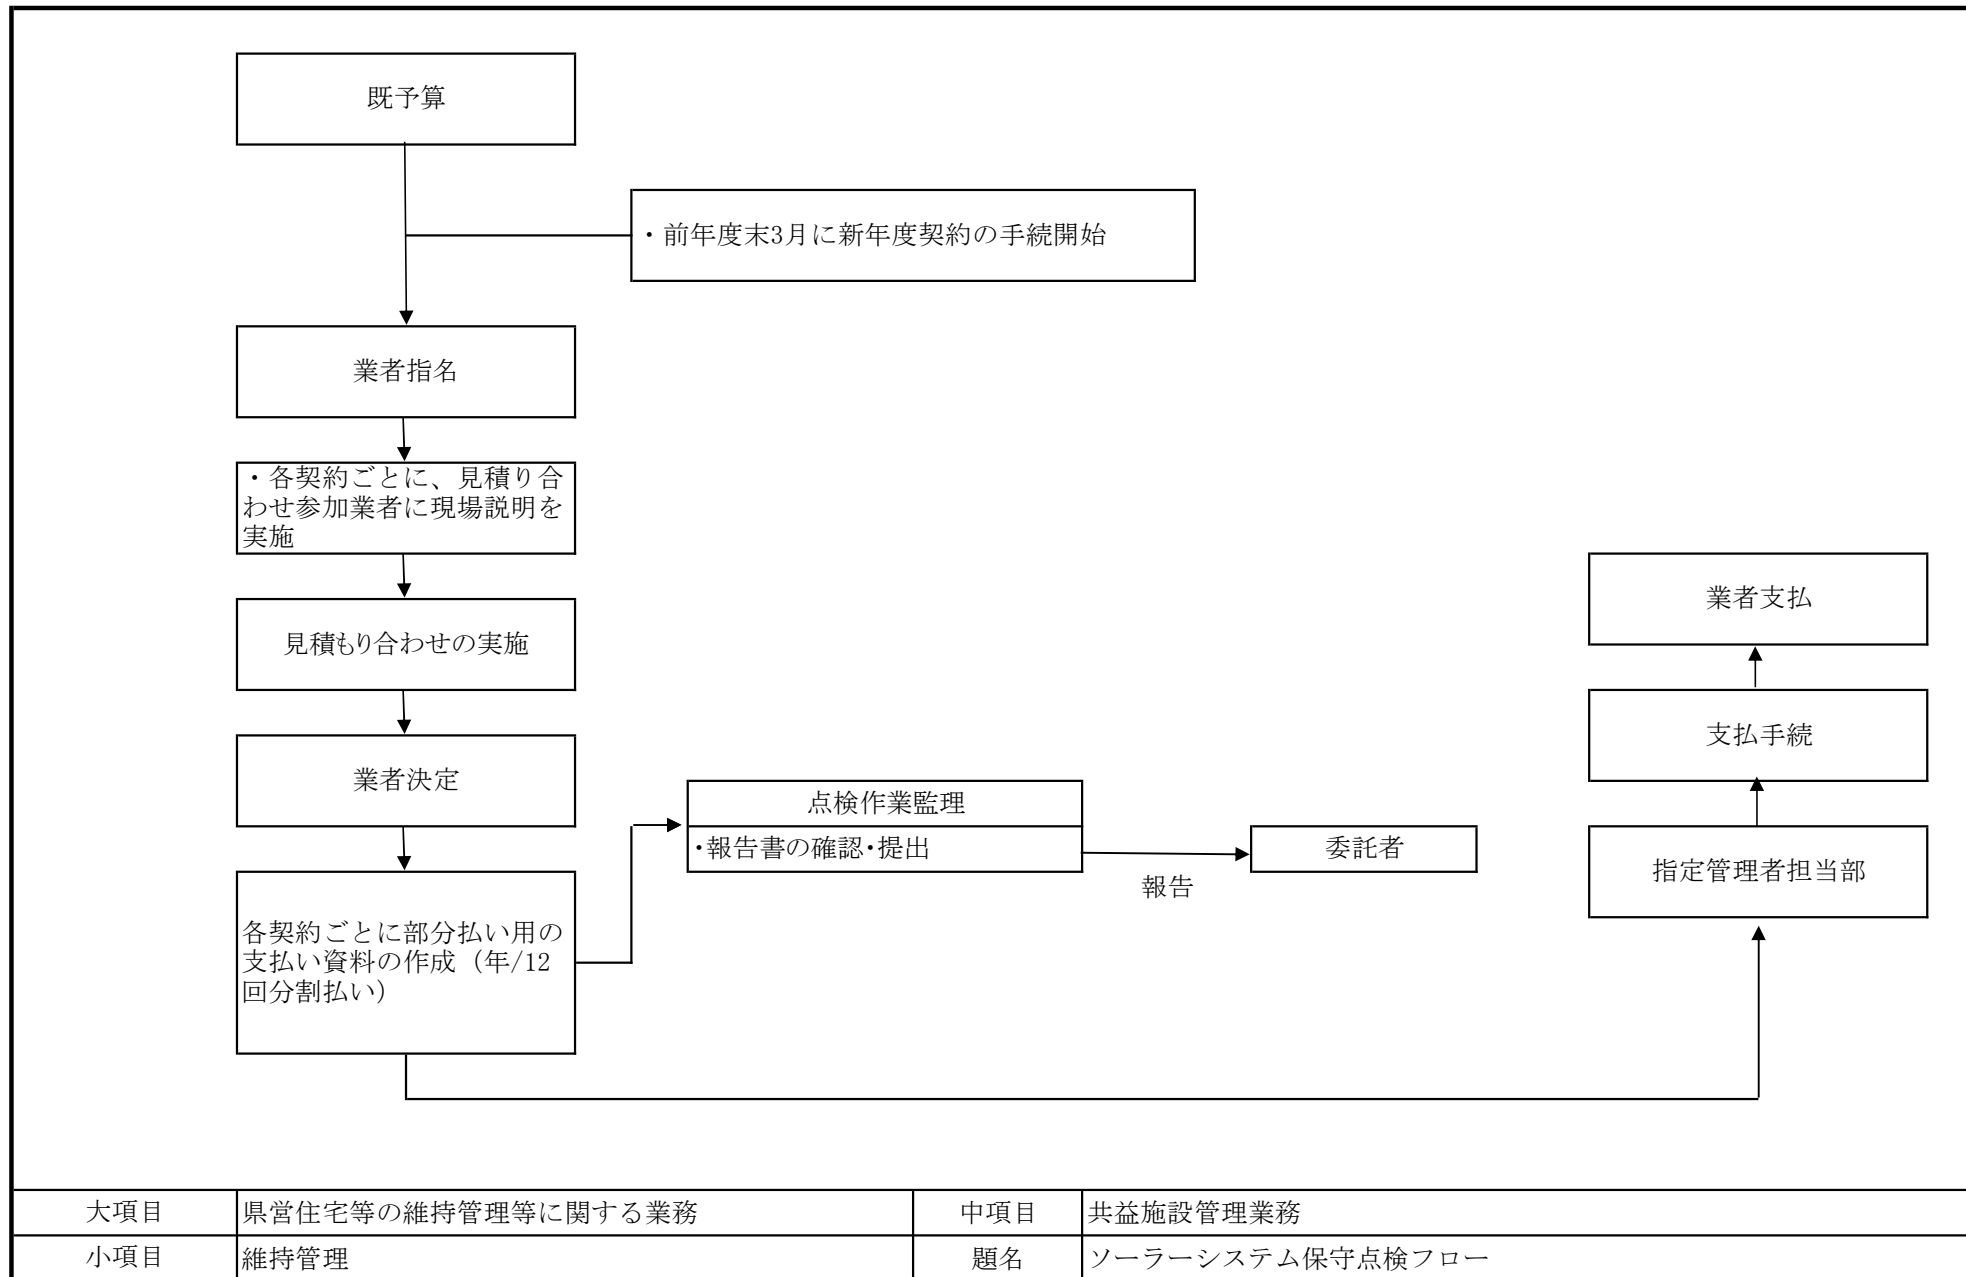 既予算
・前年度末3月に新年度契約の手続開始
業者指名
・各契約ごとに、見積り合
わせ参加業者に現場説明を
実施
見積もり合わせの実施
業者決定
各契約ごとに部分払い用の
支払い資料の作成（年/12
回分割払い）
点検作業監理
・報告書の確認・提出
報告
委託者
業者支払
支払手続
指定管理者担当部
大項目 県営住宅等の維持管理等に関する業務 中項目 共益施設管理業務
小項目 維持管理 題名 ソーラーシステム保守点検フロー